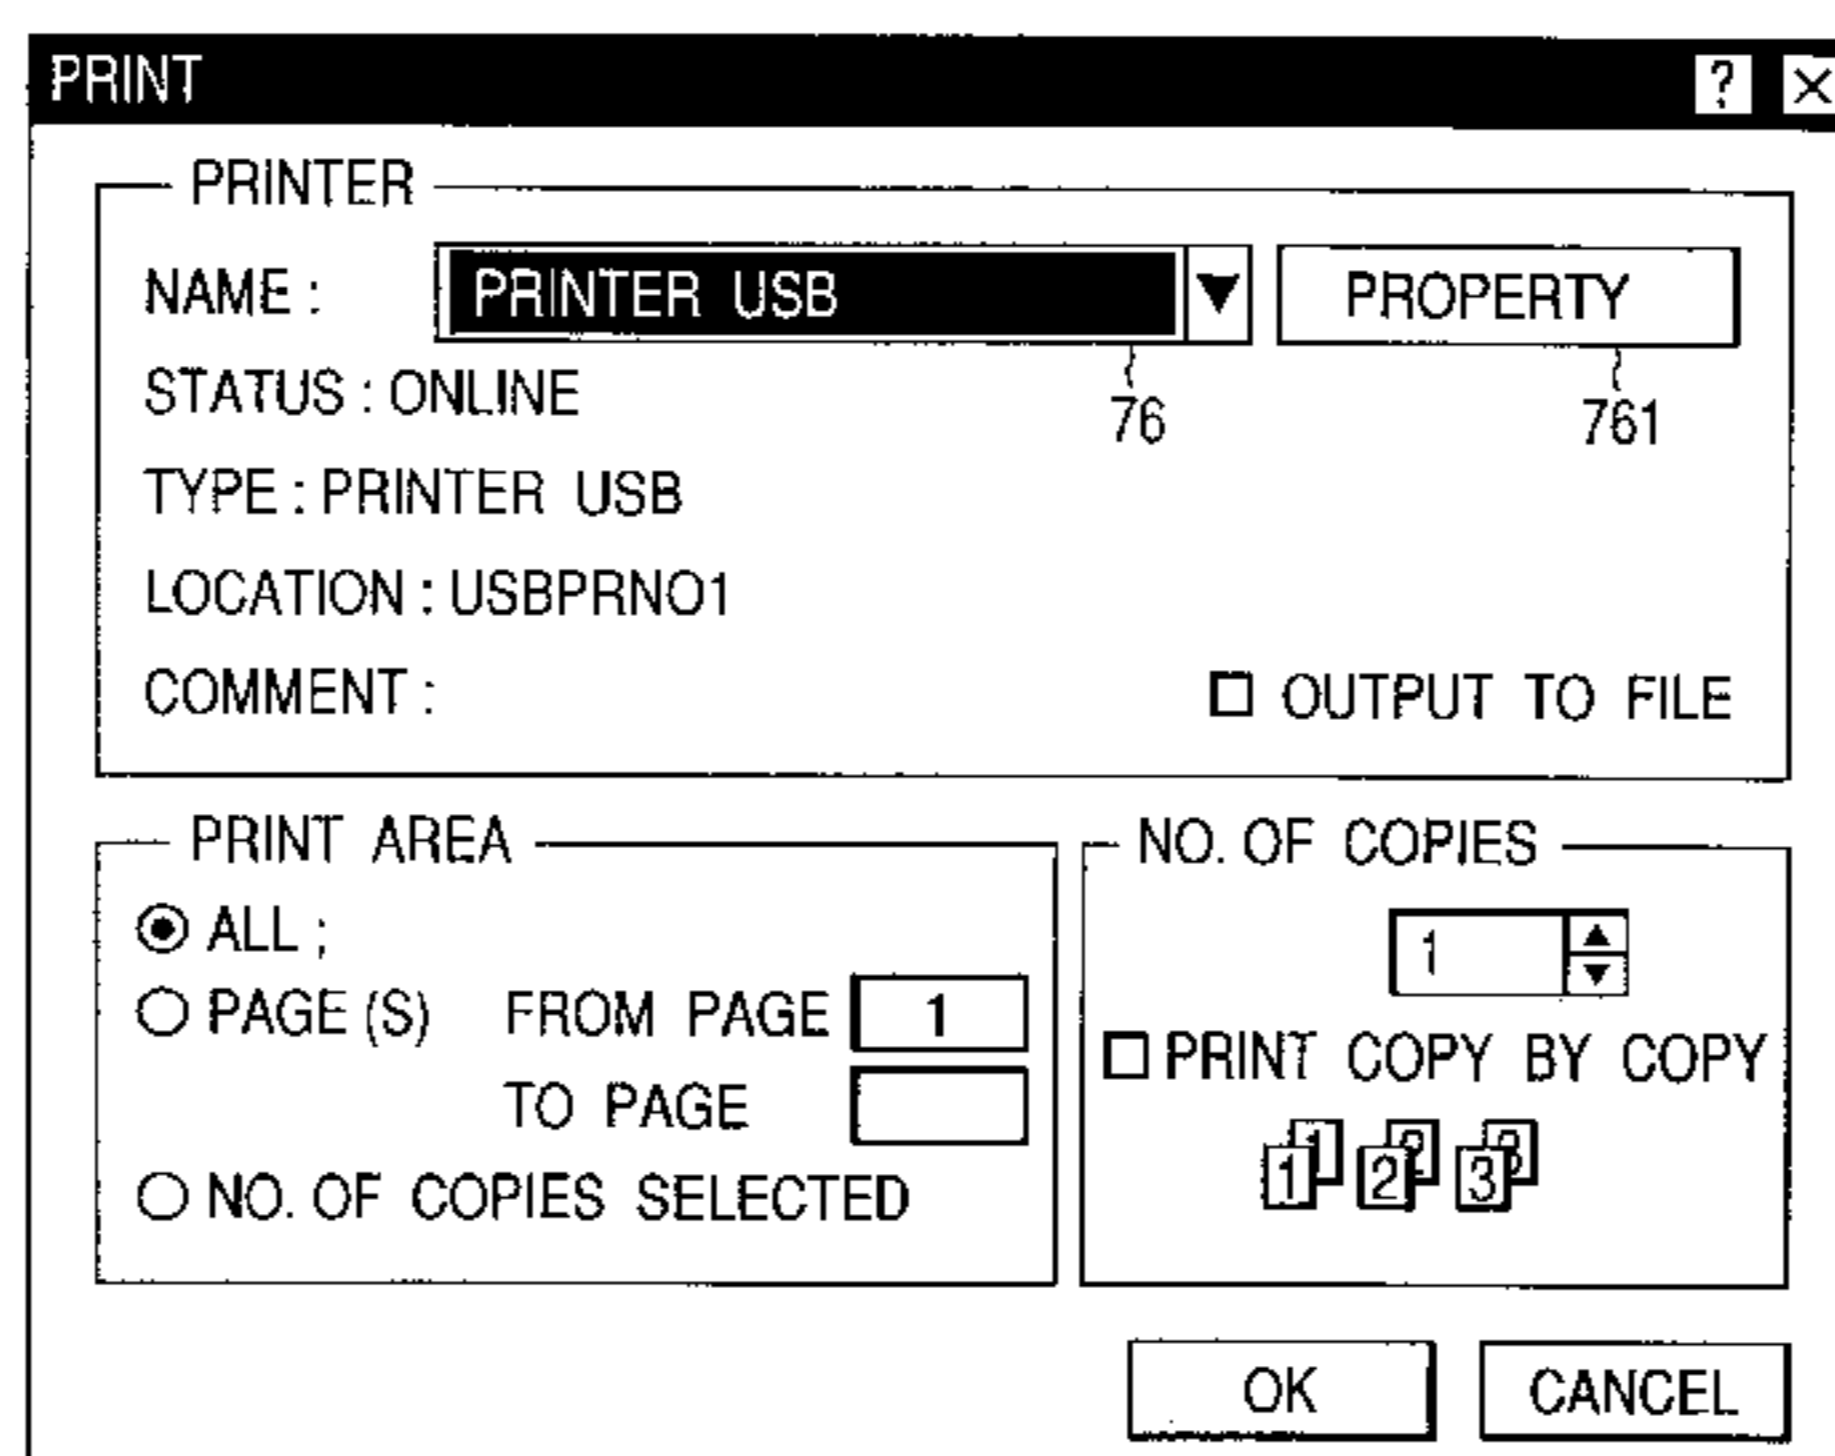 PRINT ? ×
PRINTER
NAME : PRINTER USB ▼ PROPERTY
76 761
STATUS : ONLINE
TYPE : PRINTER USB
LOCATION : USBPRNO1
COMMENT :
OUTPUT TO FILE
PRINT AREA
ALL ;
PAGE (S) FROM PAGE 1
TO PAGE
NO. OF COPIES SELECTED
NO. OF COPIES
1
PRINT COPY BY COPY
1 1 2 2 3 3
OK CANCEL